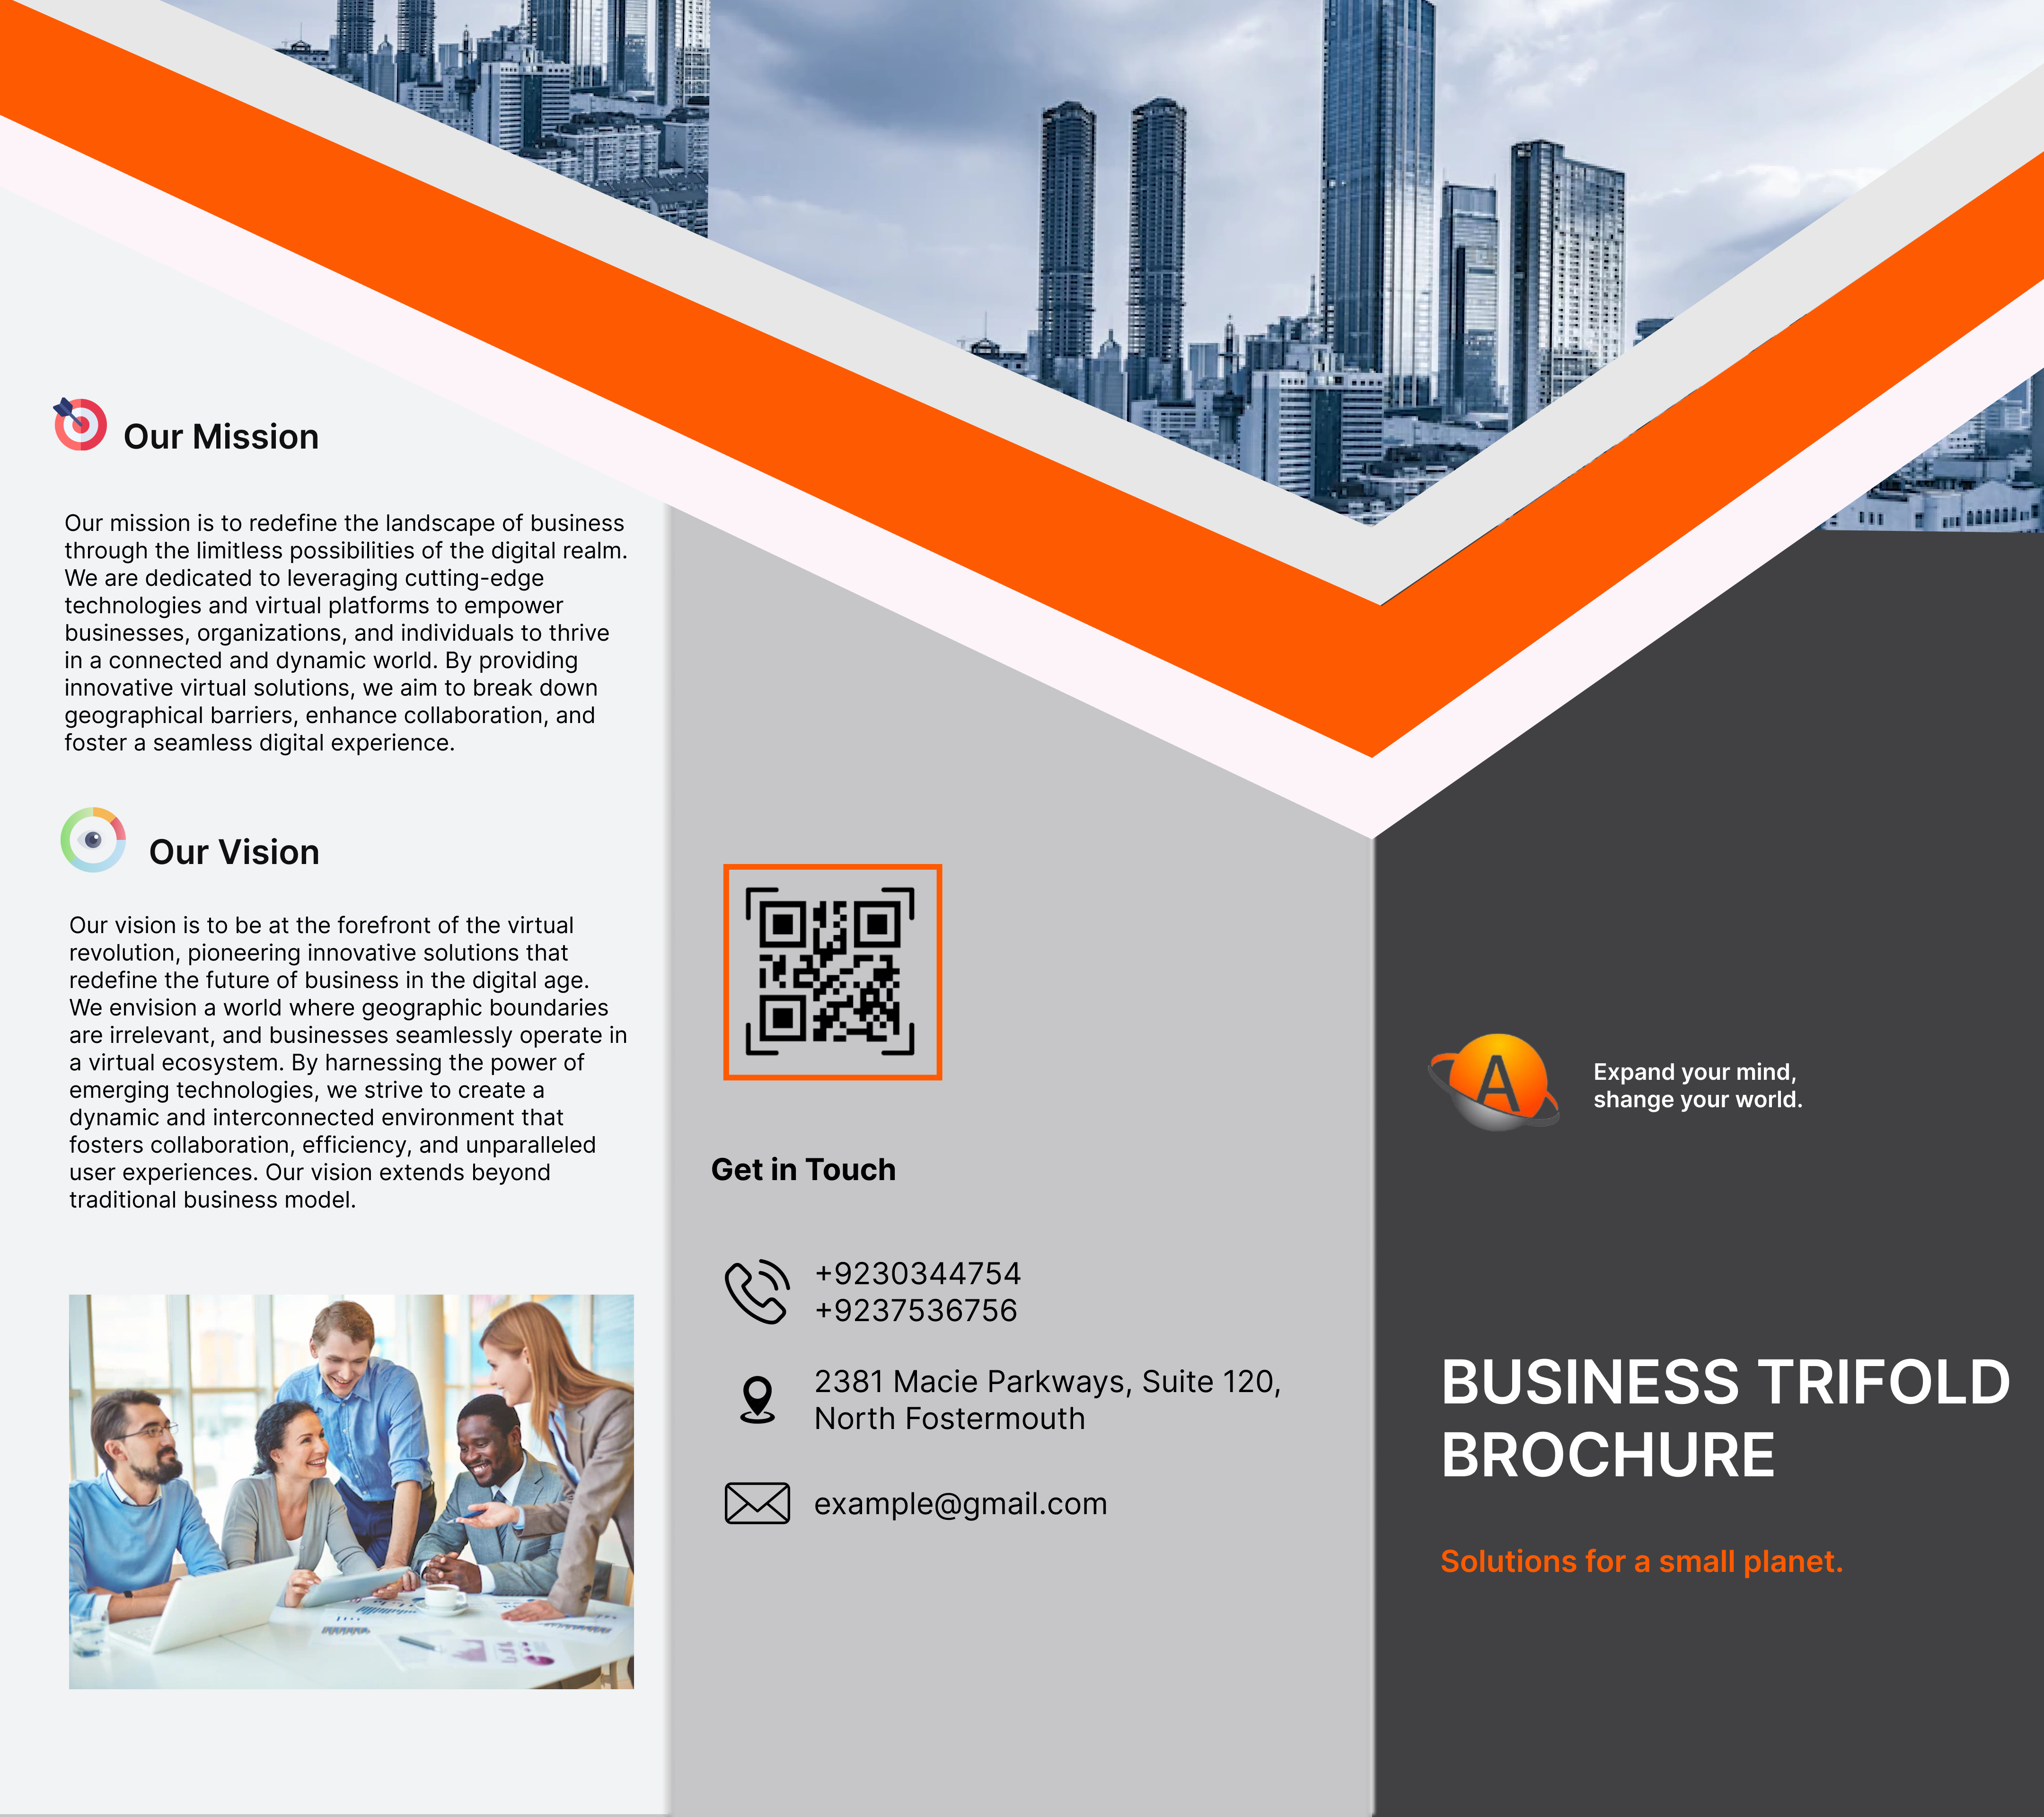 Our Mission
Our mission is to redefine the landscape of business
through the limitless possibilities of the digital realm.
We are dedicated to leveraging cutting-edge
technologies and virtual platforms to empower
businesses, organizations, and individuals to thrive
in a connected and dynamic world. By providing
innovative virtual solutions, we aim to break down
geographical barriers, enhance collaboration, and
foster a seamless digital experience.
Our Vision
Our vision is to be at the forefront of the virtual
revolution, pioneering innovative solutions that
redefine the future of business in the digital age.
We envision a world where geographic boundaries
are irrelevant, and businesses seamlessly operate in
a virtual ecosystem. By harnessing the power of
emerging technologies, we strive to create a
dynamic and interconnected environment that
fosters collaboration, efficiency, and unparalleled
user experiences. Our vision extends beyond
traditional business model.
Get in Touch
+9230344754
+9237536756
2381 Macie Parkways, Suite 120,
North Fostermouth
example@gmail.com
A
Expand your mind,
shange your world.
BUSINESS TRIFOLD
BROCHURE
Solutions for a small planet.